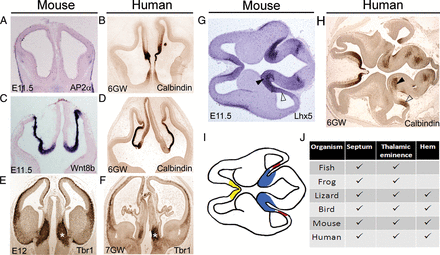 Mouse
Human
Mouse
Human
A
E11.5
AP2α
B
6GW
Calbindin
C
E11.5
Wnt8b
D
6GW
Calbindin
E
E12
Tbr1
F
7GW
Tbr1
*
*
G
E11.5
Lhx5
H
6GW
Calbindin
I
J
Organism Septum Thalamic eminence Hem
Fish ✓ ✓
Frog ✓ ✓
Lizard ✓ ✓ ✓
Bird ✓ ✓ ✓
Mouse ✓ ✓ ✓
Human ✓ ✓ ✓